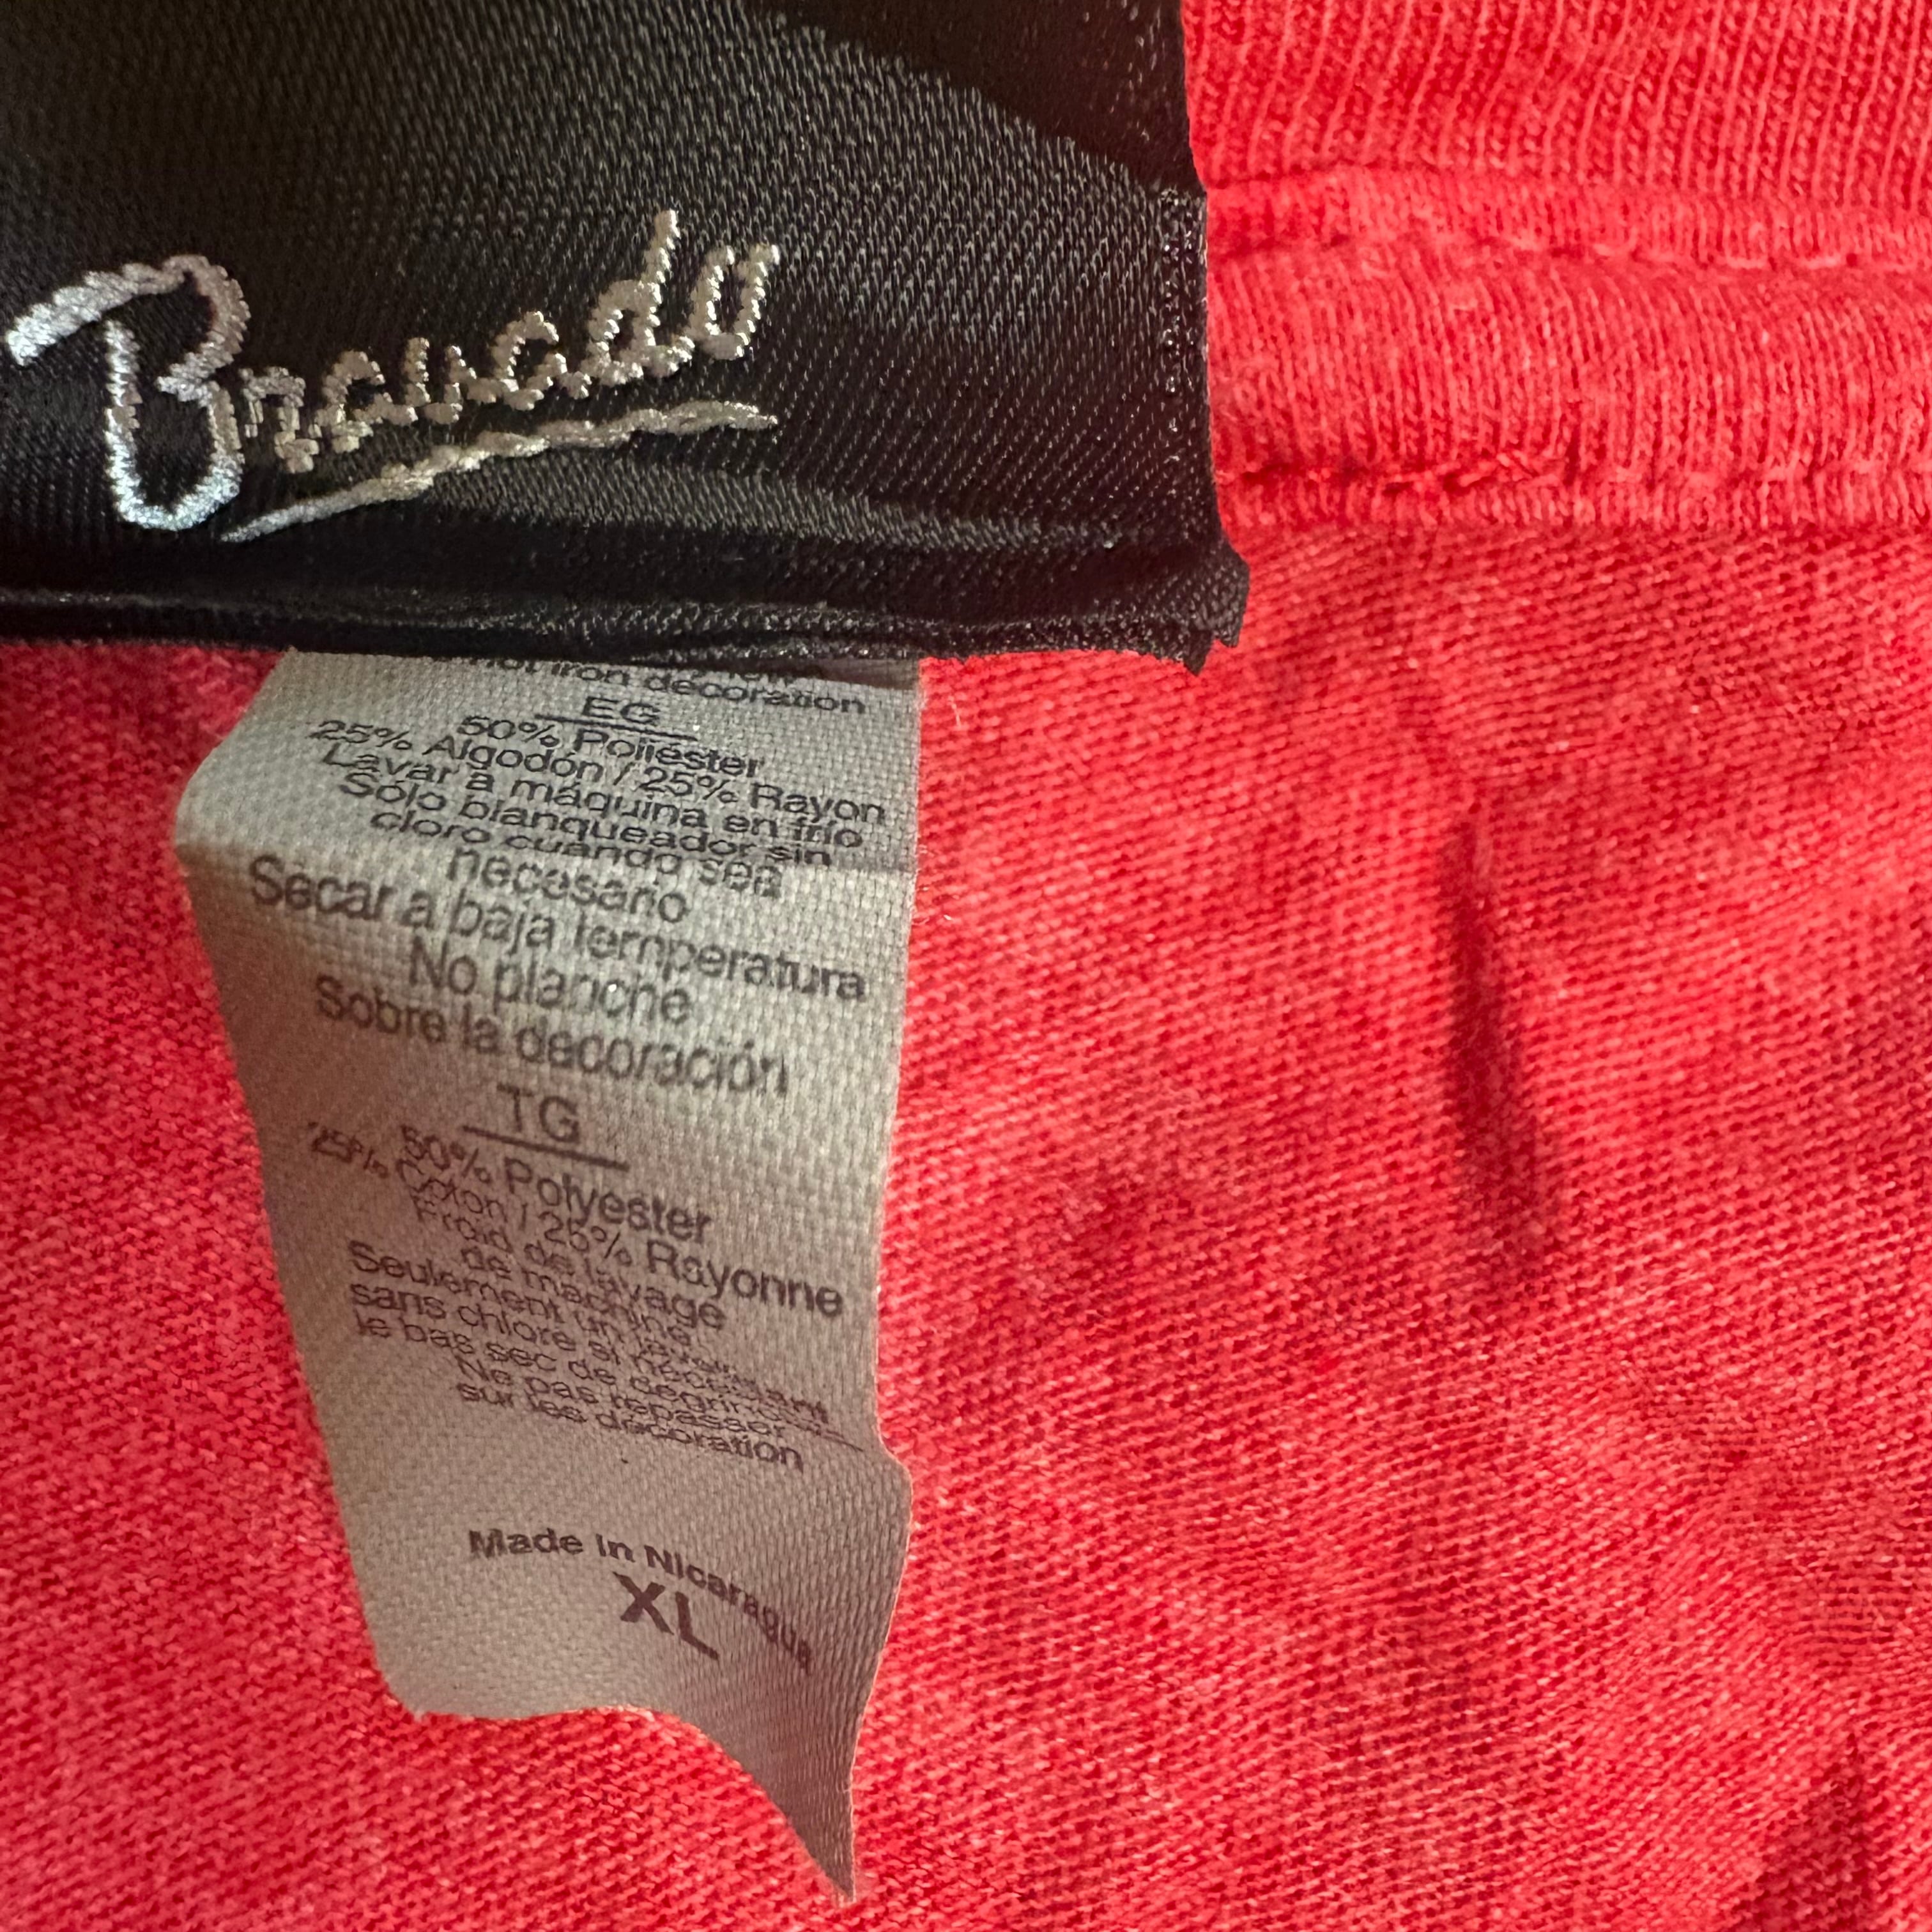 Bravado
not iron decoration
EG
50% Poliéster
25% Algodón / 25% Rayon
Lavar a máquina en frío
Sólo blanqueador sin
cloro cuando sea
necesario
Secar a baja temperatura
No planche
Sobre la decoración
TG
50% Polyester
25% Coton / 25% Rayonne
Froid de lavage
de machine
Seulement un
sans chlore si nécessaire
le bas sec de
Ne pas repasser
sur les décoration
Made in Nicaragua
XL